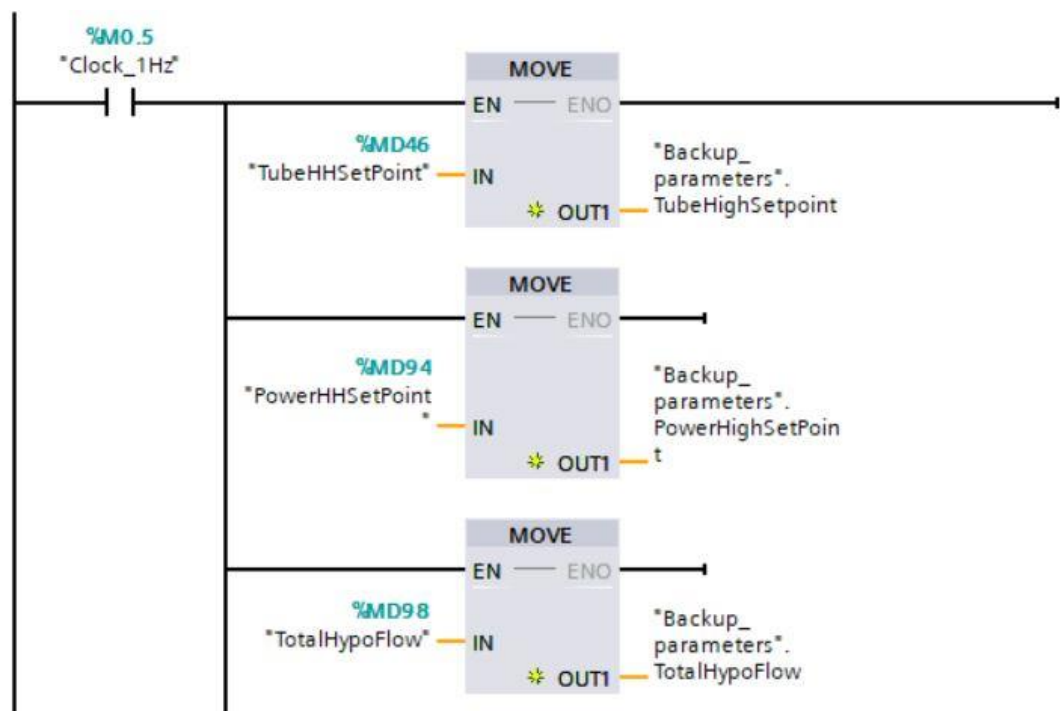 %M0.5
"Clock_1Hz"
MOVE
EN ENO
%MD46
"TubeHHSetPoint" IN
"Backup_
parameters".
OUT1 TubeHighSetpoint
MOVE
EN ENO
%MD94
"PowerHHSetPoint
" IN
"Backup_
parameters".
PowerHighSetPoin
OUT1 t
MOVE
EN ENO
%MD98
"TotalHypoFlow" IN
"Backup_
parameters".
OUT1 TotalHypoFlow